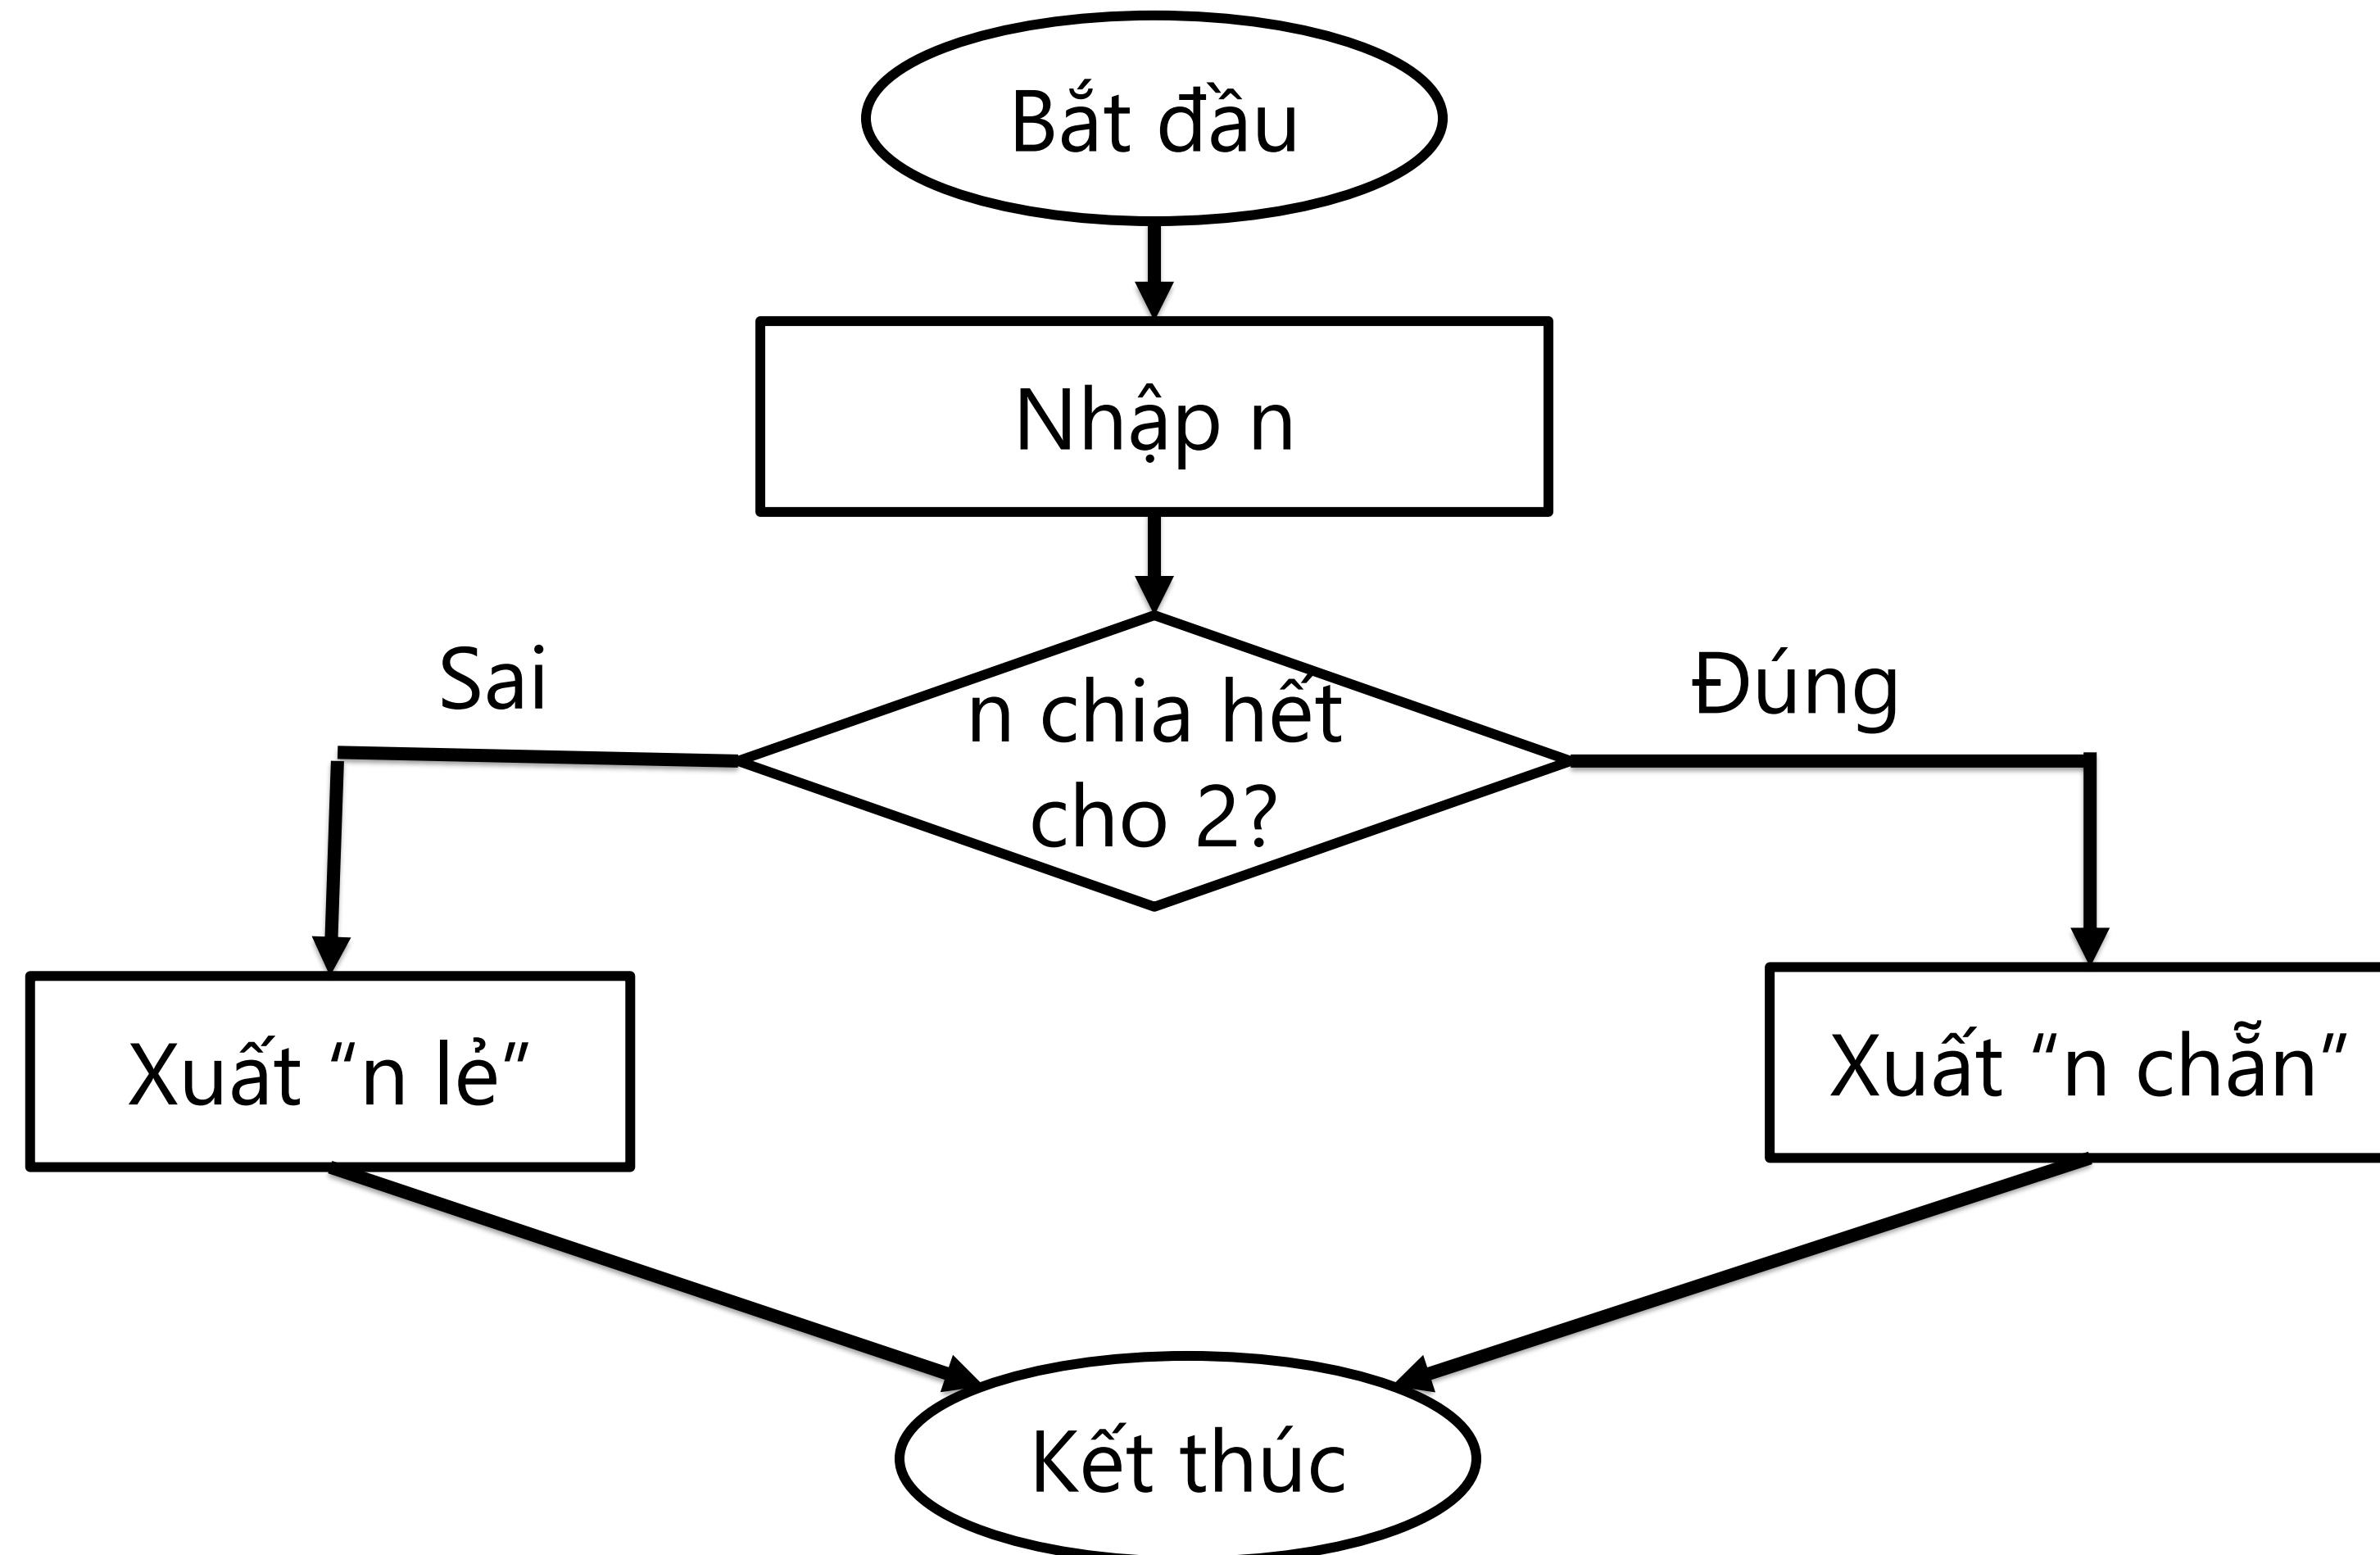 Bắt đầu
Nhập n
Sai
Đúng
n chia hết
cho 2?
Xuất “n lẻ”
Xuất “n chẵn”
Kết thúc